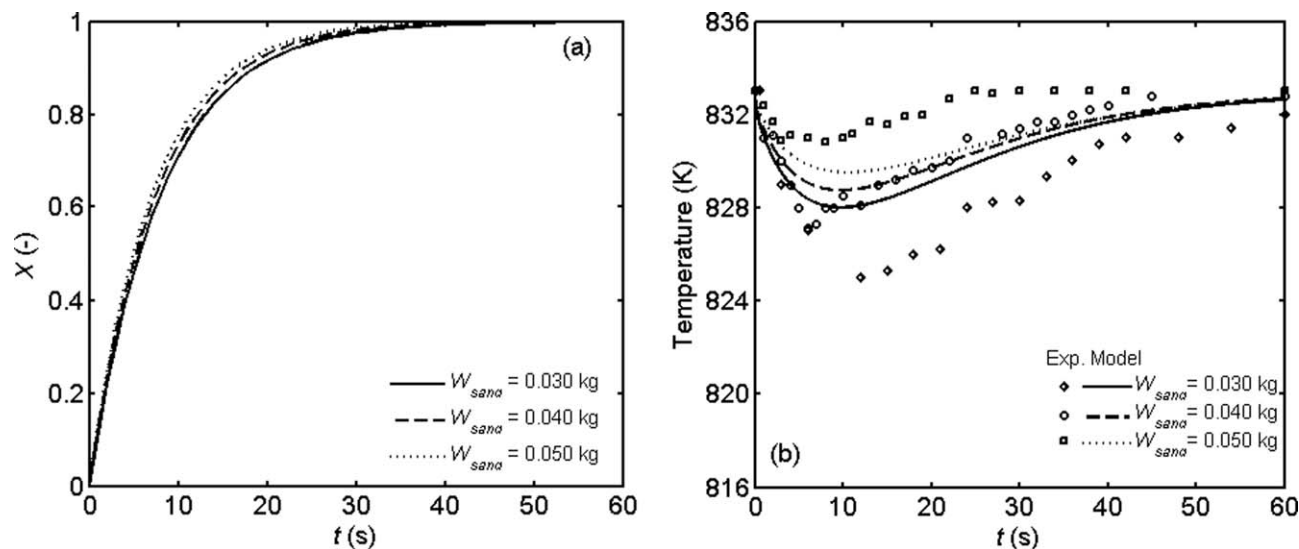 1
0.8
0.6
0.4
0.2
0
X (-)
(a)
W_sand = 0.030 kg
W_sand = 0.040 kg
W_sand = 0.050 kg
0 10 20 30 40 50 60
t (s)
836
832
828
824
820
816
Temperature (K)
Exp. Model
W_sand = 0.030 kg
W_sand = 0.040 kg
W_sand = 0.050 kg
(b)
0 10 20 30 40 50 60
t (s)